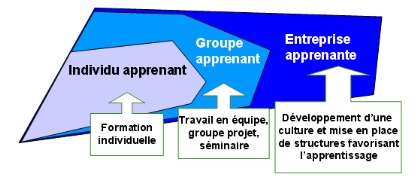 Individu apprenant
Groupe
apprenant
Entreprise
apprenante
Formation
individuelle
Travail en équipe,
groupe projet,
séminaire
Développement d'une
culture et mise en place
de structures favorisant
l'apprentissage